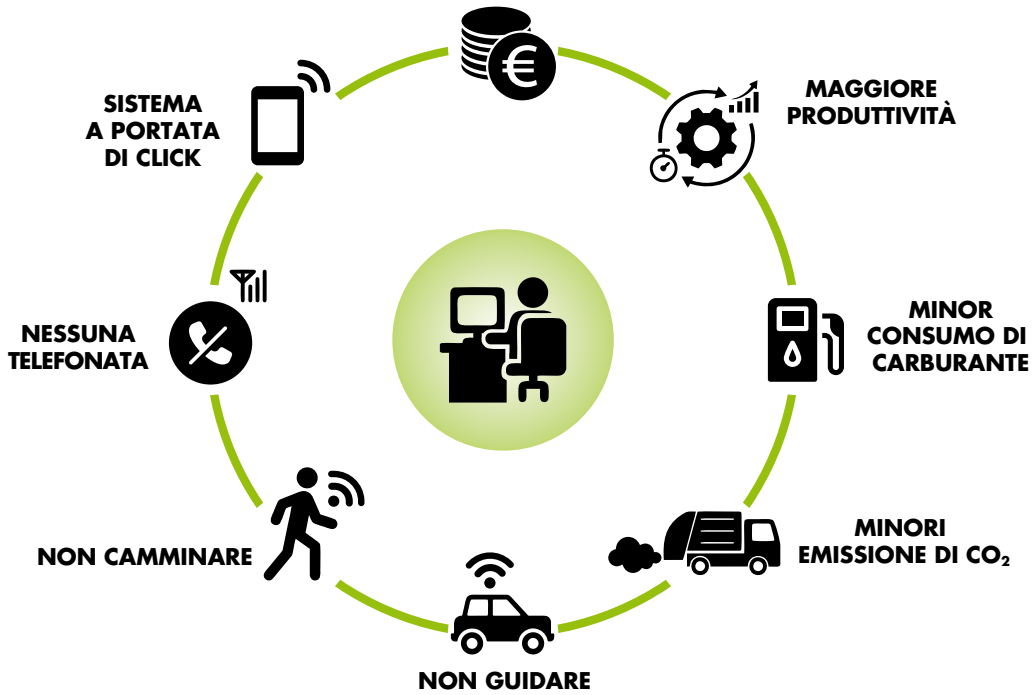 SISTEMA
A PORTATA
DI CLICK
€
MAGGIORE
PRODUTTIVITÀ
NESSUNA
TELEFONATA
MINOR
CONSUMO DI
CARBURANTE
NON CAMMINARE
MINORI
EMISSIONE DI CO₂
NON GUIDARE